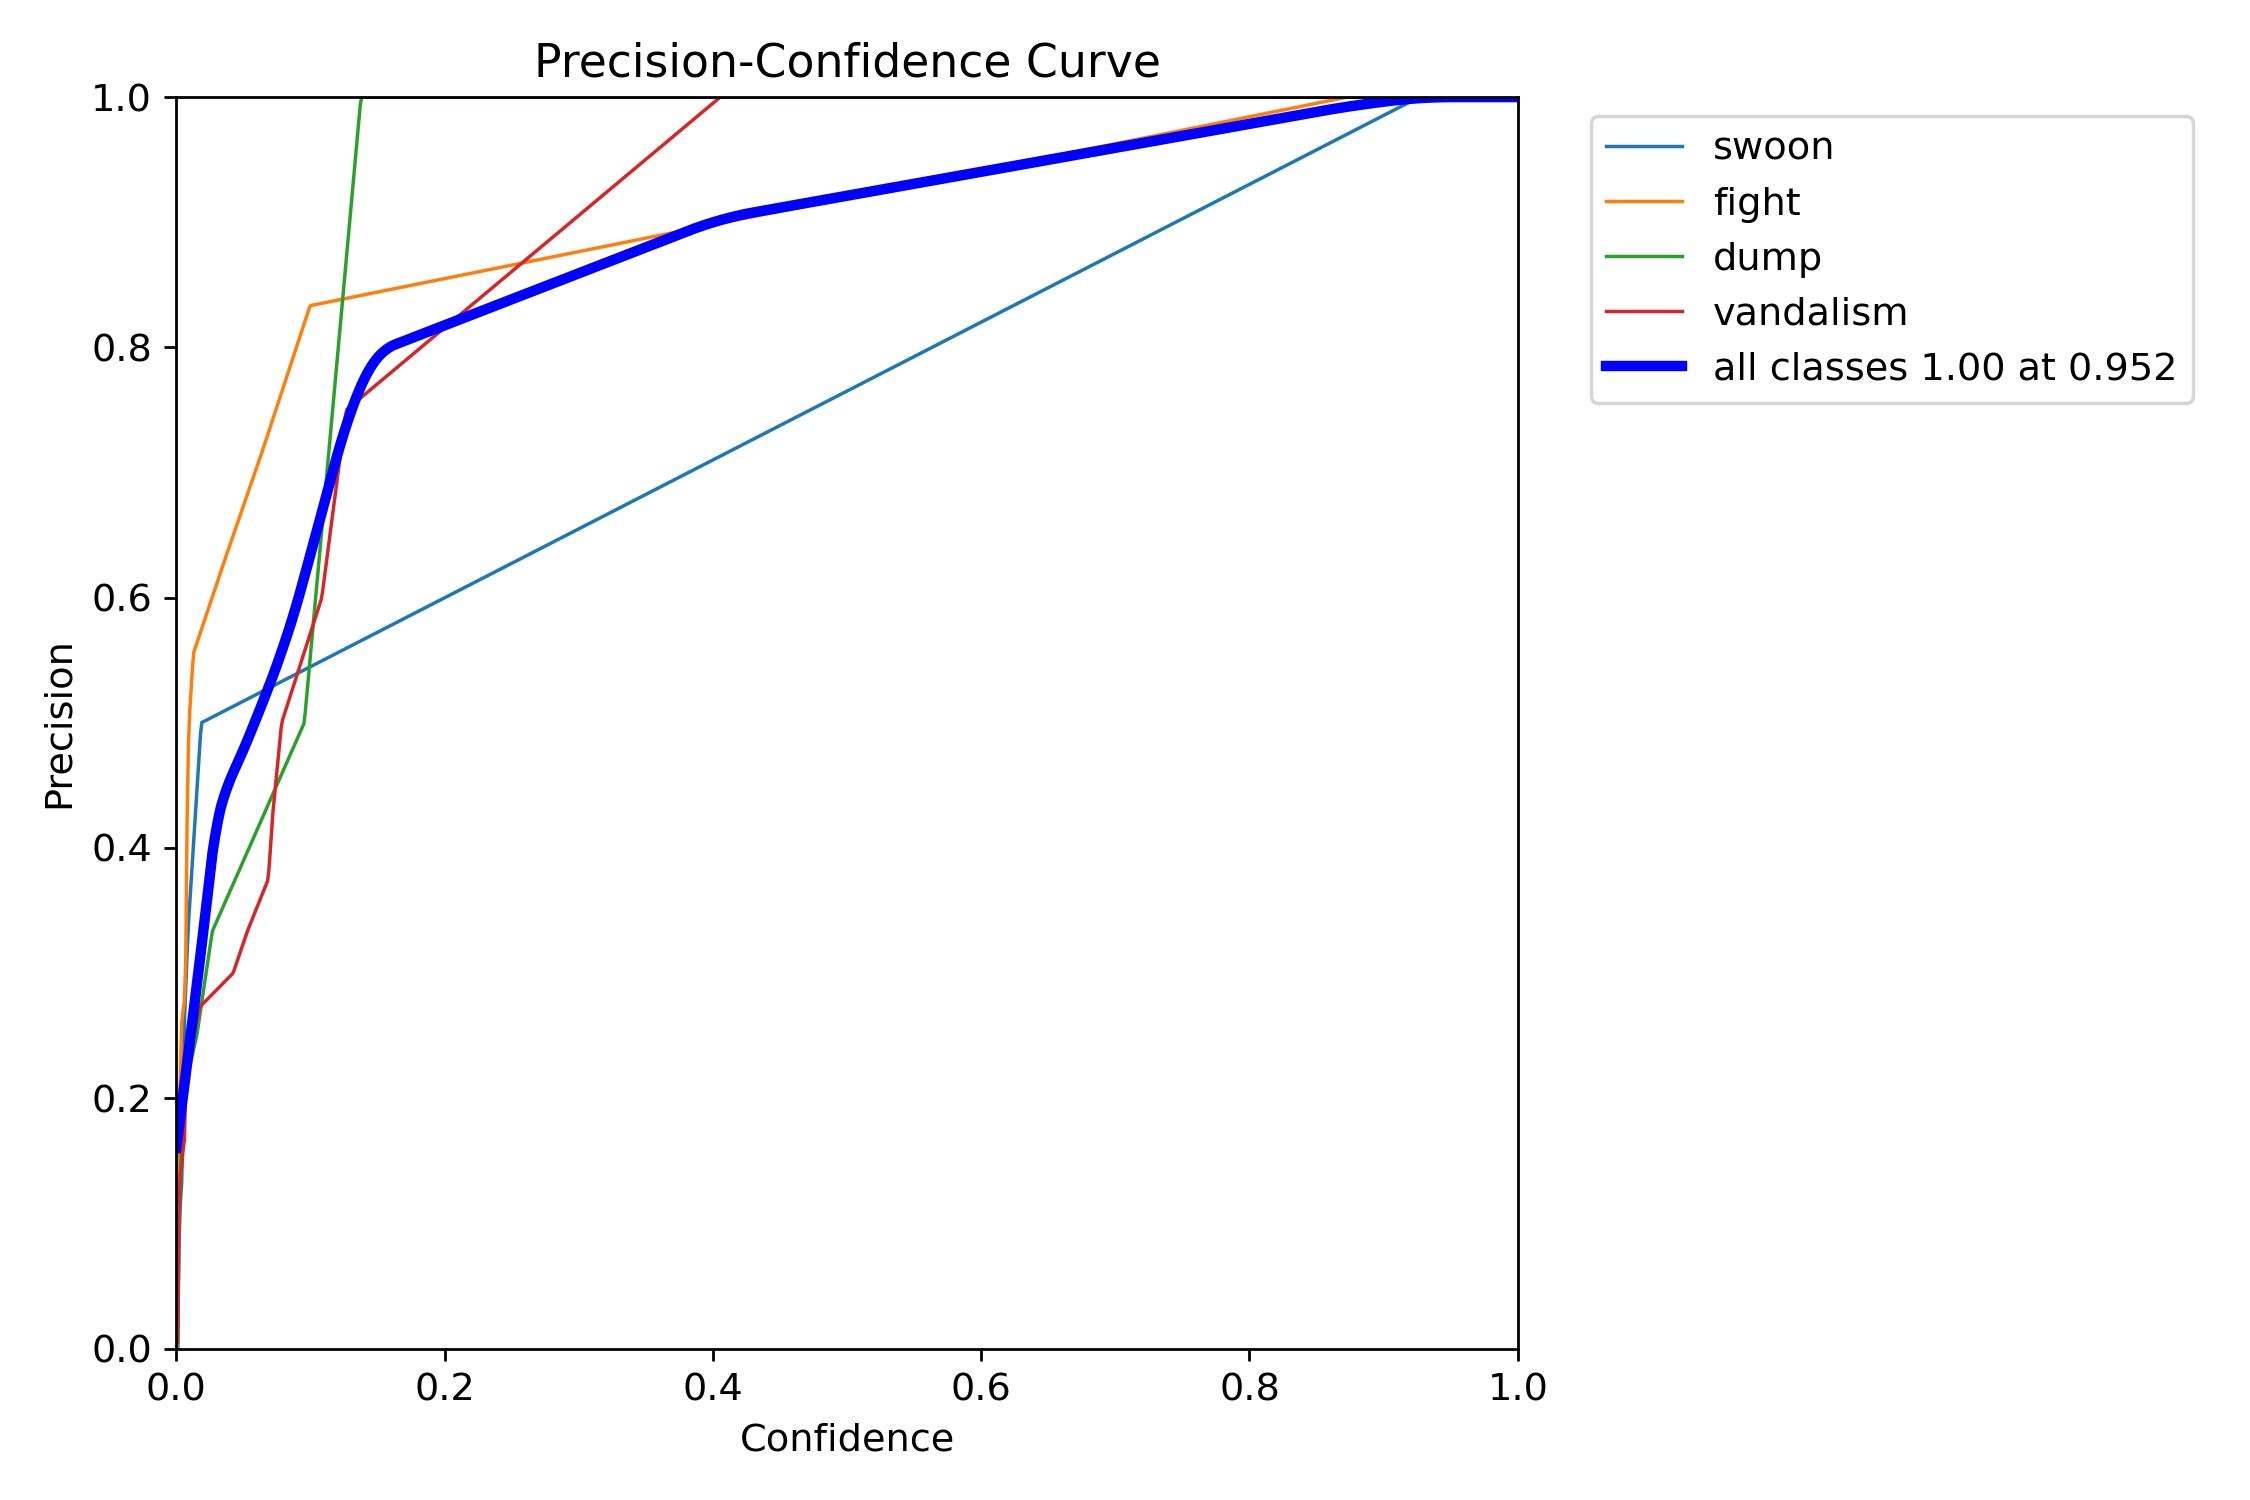 Precision-Confidence Curve
1.0
0.8
0.6
0.4
0.2
0.0
Precision
0.0 0.2 0.4 0.6 0.8 1.0
Confidence
swoon
fight
dump
vandalism
all classes 1.00 at 0.952